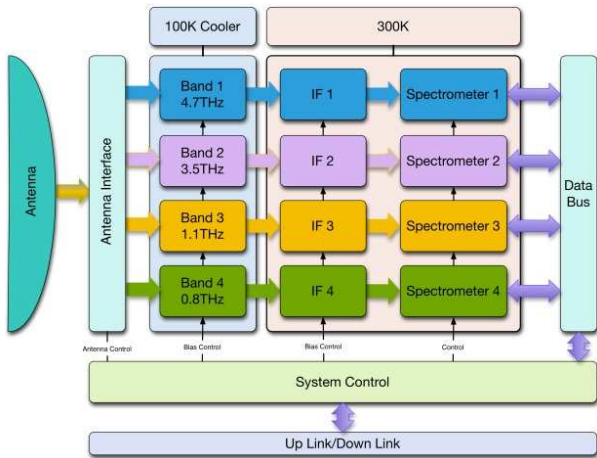 100K Cooler
300K
Antenna
Antenna Interface
Band 1
4.7THz
IF 1
Spectrometer 1
Band 2
3.5THz
IF 2
Spectrometer 2
Band 3
1.1THz
IF 3
Spectrometer 3
Band 4
0.8THz
IF 4
Spectrometer 4
Data
Bus
Antenna Control
Bias Control
Bias Control
Control
System Control
Up Link/Down Link